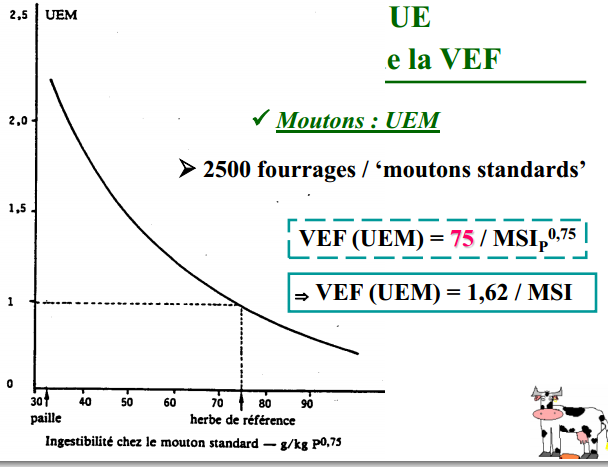 UE
e la VEF
✓ Moutons : UEM
➢ 2500 fourrages / ‘moutons standards’
VEF (UEM) = 75 / MSIP0,75
⇒ VEF (UEM) = 1,62 / MSI
2,5 UEM
2,0
1,5
1
0
30 40 50 60 70 80 90
paille herbe de référence
Ingestibilité chez le mouton standard — g/kg P0,75